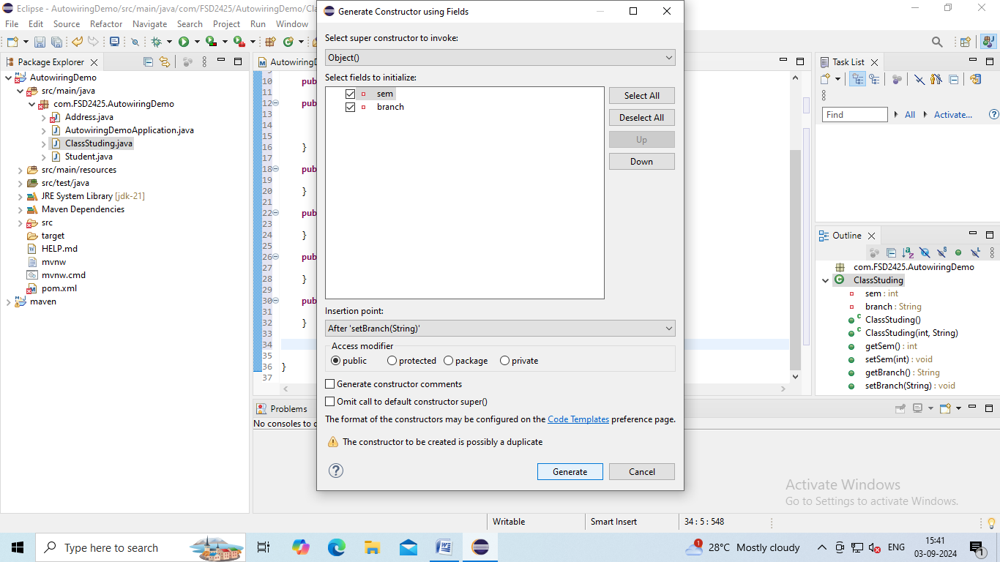 Eclipse - AutowiringDemo/src/main/java/com/FSD2425/AutowiringDemo/Cla
File Edit Source Refactor Navigate Search Project Run Window
Package Explorer
AutowiringDemo
src/main/java
com.FSD2425.AutowiringDemo
Address.java
AutowiringDemoApplication.java
ClassStuding.java
Student.java
src/main/resources
src/test/java
JRE System Library [jdk-21]
Maven Dependencies
src
target
HELP.md
mvnw
mvnw.cmd
pom.xml
maven
Autowiring
10 pub
11
12 pub
13
14
15
16 }
17
18 pub
19
20 }
21
22 pub
23
24 }
25
26 pub
27
28 }
29
30 pub
31
32 }
33
34
35
36 }
37
Problems
No consoles to d
Generate Constructor using Fields
Select super constructor to invoke:
Object()
Select fields to initialize:
sem
branch
Select All
Deselect All
Up
Down
Insertion point:
After 'setBranch(String)'
Access modifier
public protected package private
Generate constructor comments
Omit call to default constructor super()
The format of the constructors may be configured on the Code Templates preference page.
The constructor to be created is possibly a duplicate
Generate Cancel
Task List
Find All Activate...
Outline
com.FSD2425.AutowiringDemo
ClassStuding
sem : int
branch : String
ClassStuding()
ClassStuding(int, String)
getSem() : int
setSem(int) : void
getBranch() : String
setBranch(String) : void
Activate Windows
Go to Settings to activate Windows.
Writable Smart Insert 34 : 5 : 548
Type here to search
28°C Mostly cloudy
ENG
15:41
03-09-2024